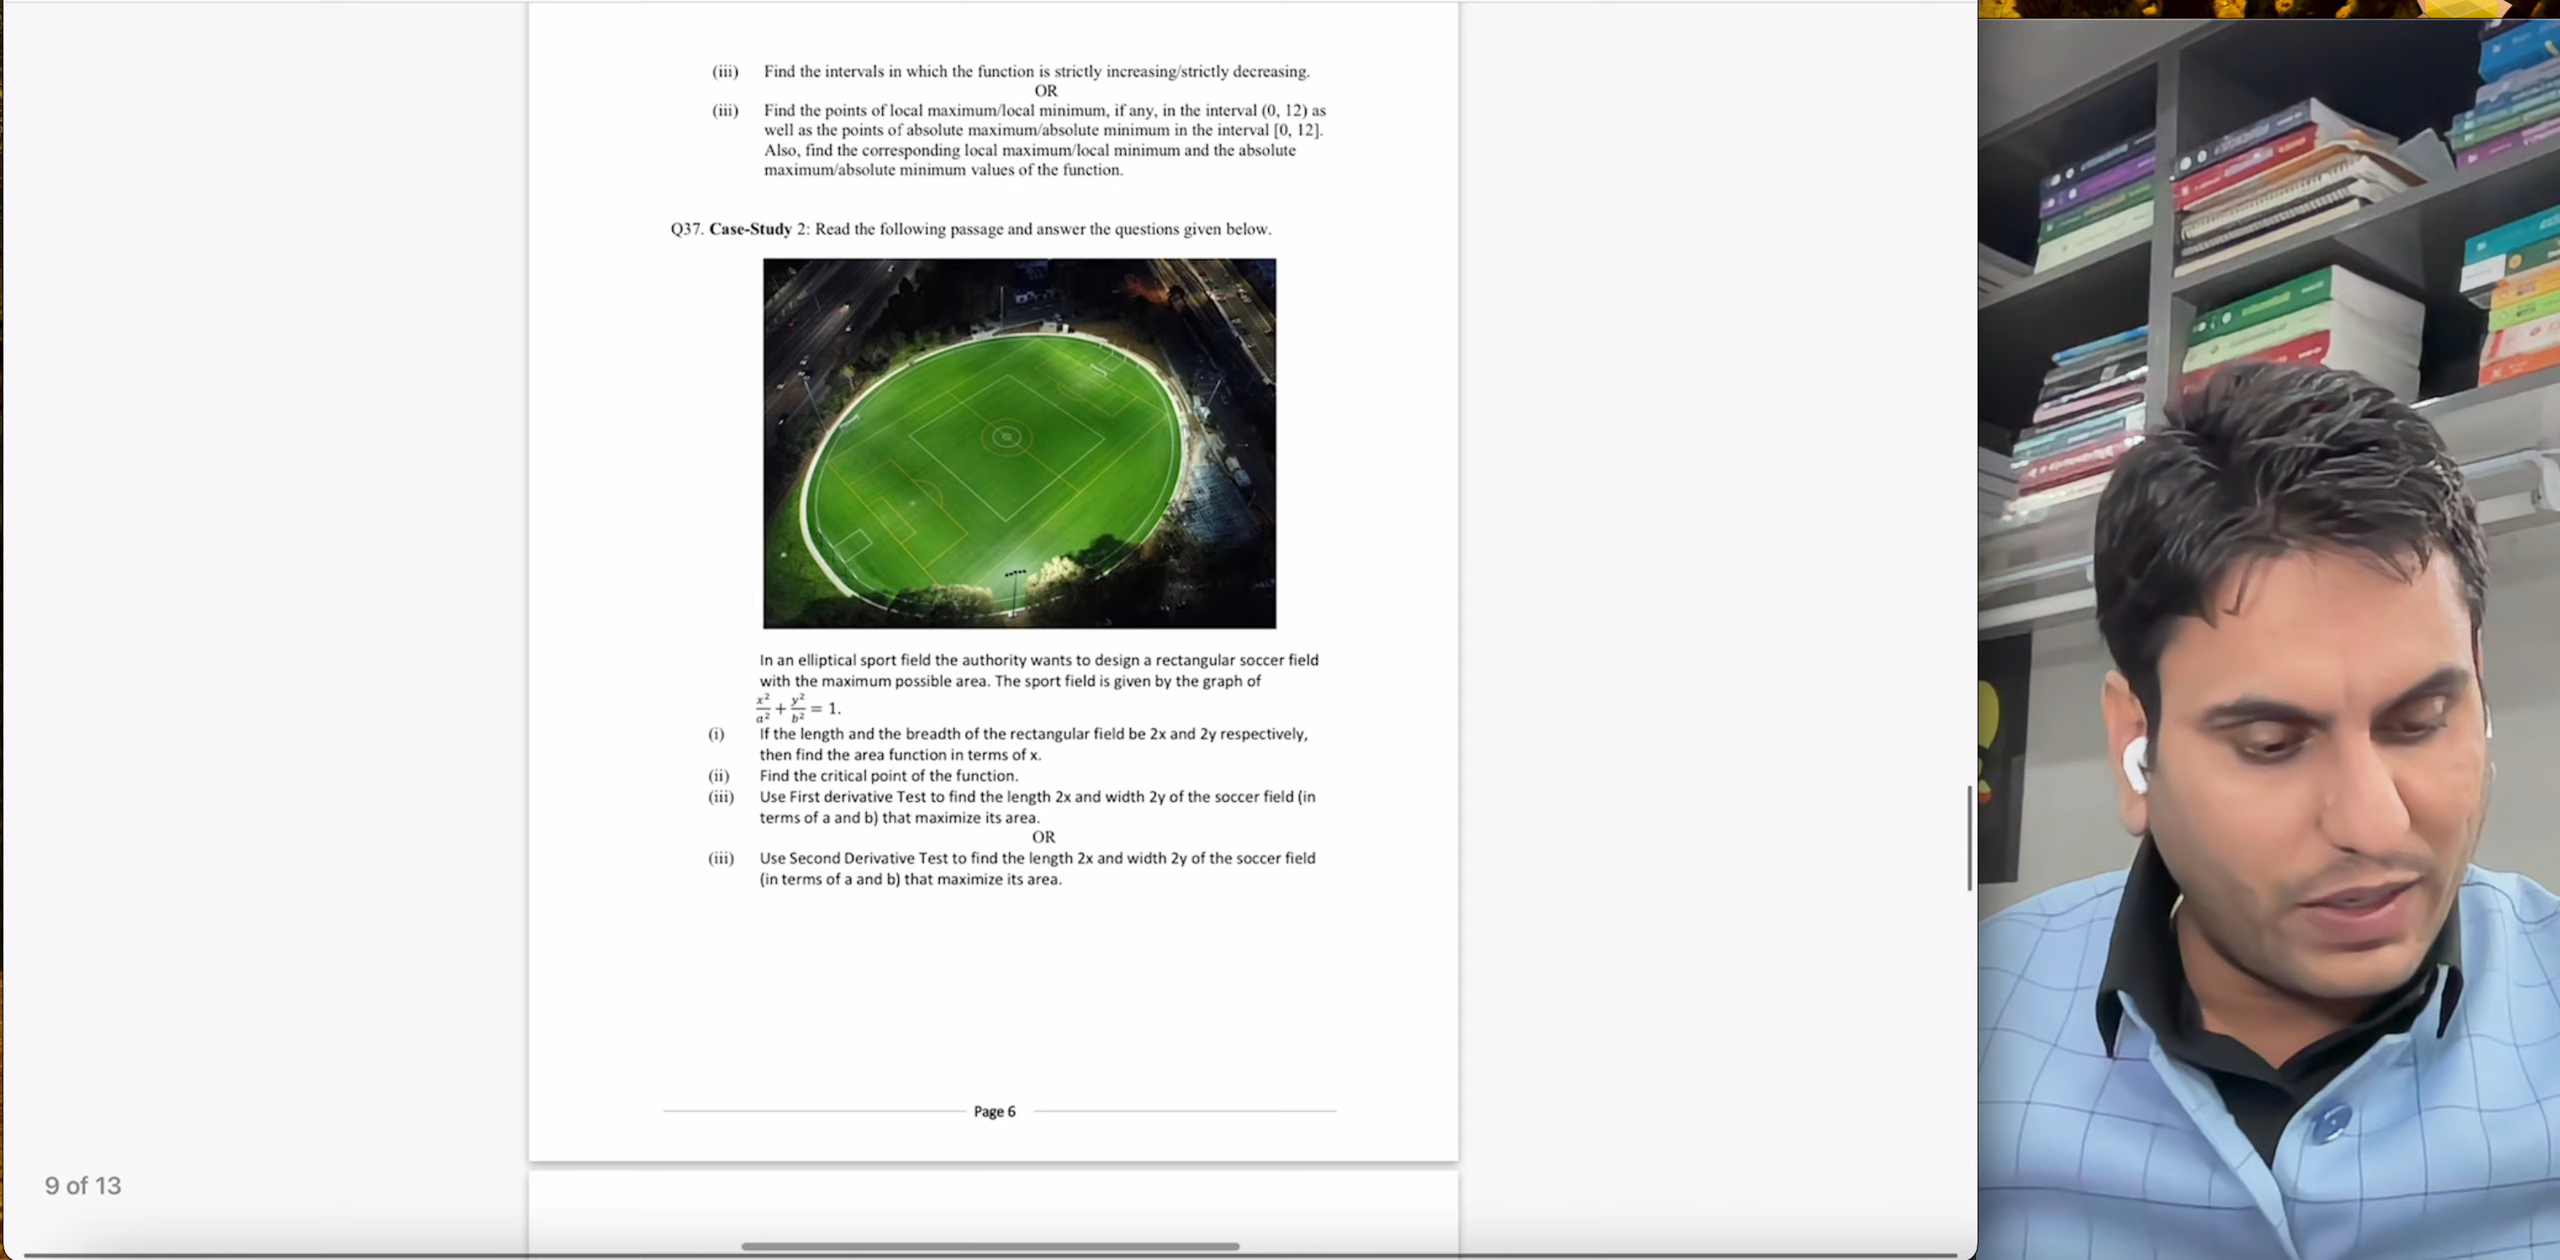 (iii) Find the intervals in which the function is strictly increasing/strictly decreasing.
OR
(iii) Find the points of local maximum/local minimum, if any, in the interval (0, 12) as
well as the points of absolute maximum/absolute minimum in the interval [0, 12].
Also, find the corresponding local maximum/local minimum and the absolute
maximum/absolute minimum values of the function.
Q37. Case-Study 2: Read the following passage and answer the questions given below.
In an elliptical sport field the authority wants to design a rectangular soccer field
with the maximum possible area. The sport field is given by the graph of
x²/a² + y²/b² = 1.
(i) If the length and the breadth of the rectangular field be 2x and 2y respectively,
then find the area function in terms of x.
(ii) Find the critical point of the function.
(iii) Use First derivative Test to find the length 2x and width 2y of the soccer field (in
terms of a and b) that maximize its area.
OR
(iii) Use Second Derivative Test to find the length 2x and width 2y of the soccer field
(in terms of a and b) that maximize its area.
Page 6
9 of 13